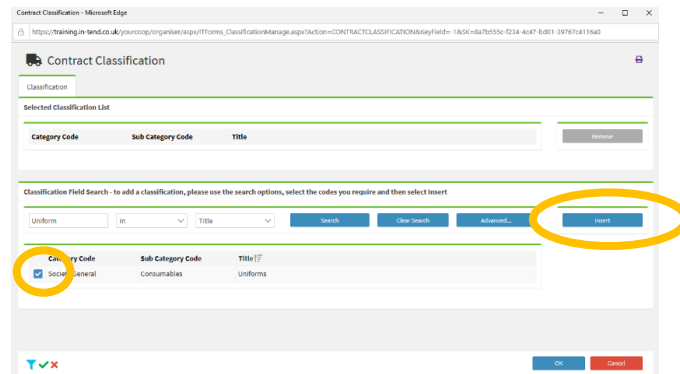 Contract Classification - Microsoft Edge
https://training.in-tend.co.uk/yourcoop/organiser/aspx/ITForms_ClassificationManage.aspx?Action=CONTRACTCLASSIFICATION&KeyField=-1&SK=8a7b555c-f234-4c47-bd01-39767c4116a0
Contract Classification
Classification
Selected Classification List
Category Code Sub Category Code Title
Remove
Classification Field Search - to add a classification, please use the search options, select the codes you require and then select Insert
Uniform in Title Search Clear Search Advanced... Insert
Category Code Sub Category Code Title
Society General Consumables Uniforms
OK Cancel